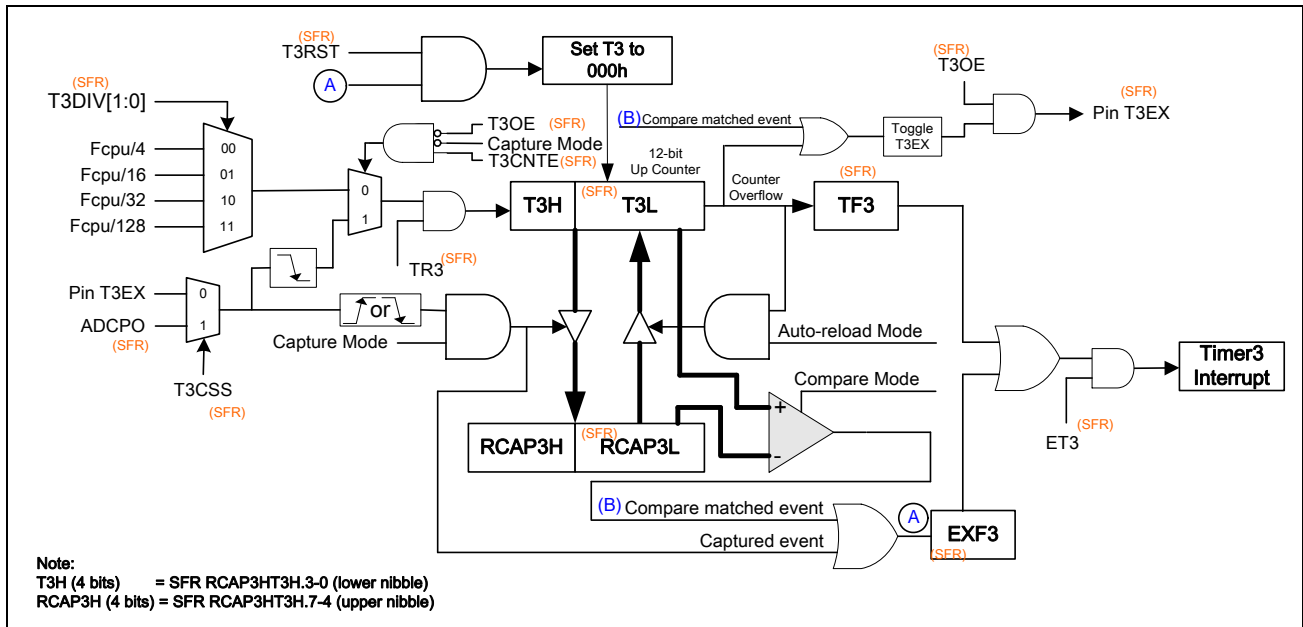 (SFR)
T3RST
A
Set T3 to
000h
(SFR)
T3OE
(SFR)
Pin T3EX
(SFR)
T3DIV[1:0]
Fcpu/4
Fcpu/16
Fcpu/32
Fcpu/128
00
01
10
11
T3OE (SFR)
Capture Mode
T3CNTE(SFR)
0
1
TR3 (SFR)
(B) Compare matched event
Toggle
T3EX
12-bit
Up Counter
T3H
(SFR)
T3L
Counter
Overflow
(SFR)
TF3
Pin T3EX
ADCPO
(SFR)
0
1
T3CSS
(SFR)
or
Capture Mode
Auto-reload Mode
Compare Mode
+
-
RCAP3H
(SFR)
RCAP3L
Timer3
Interrupt
ET3
(SFR)
(B) Compare matched event
Captured event
A
EXF3
(SFR)
Note:
T3H (4 bits) = SFR RCAP3HT3H.3-0 (lower nibble)
RCAP3H (4 bits) = SFR RCAP3HT3H.7-4 (upper nibble)